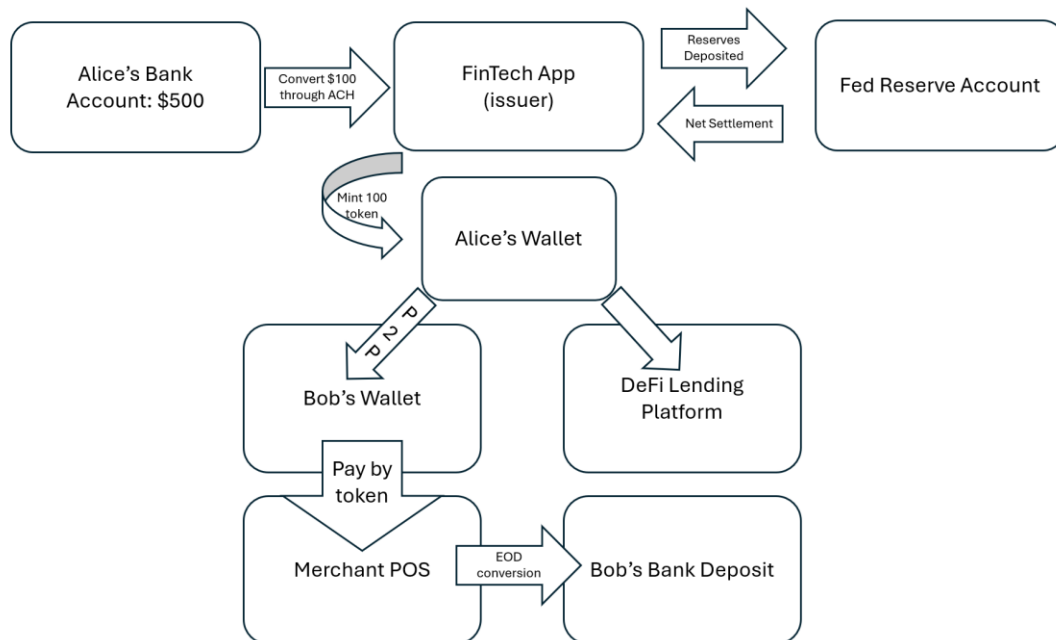 Alice’s Bank
Account: $500
Convert $100
through ACH
FinTech App
(issuer)
Reserves
Deposited
Net Settlement
Fed Reserve Account
Mint 100
token
Alice’s Wallet
P2P
Bob’s Wallet
DeFi Lending
Platform
Pay by
token
Merchant POS
EOD
conversion
Bob’s Bank Deposit